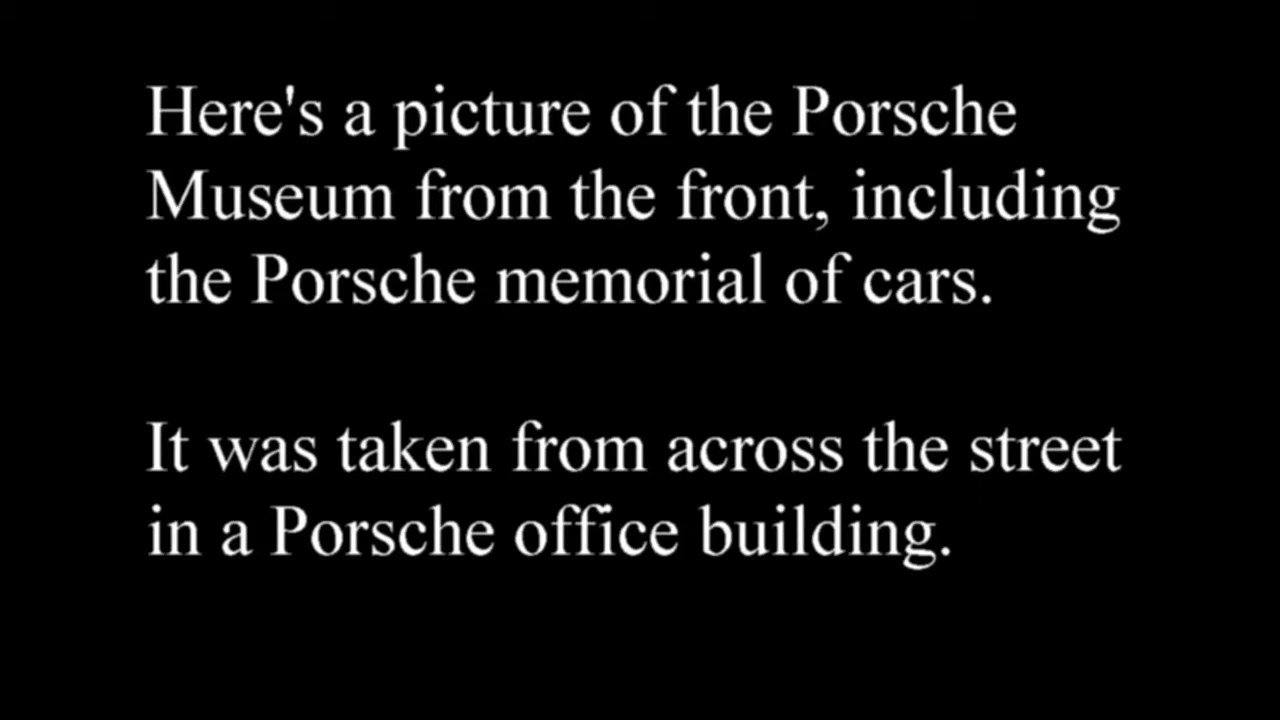 Here's a picture of the Porsche
Museum from the front, including
the Porsche memorial of cars.
It was taken from across the street
in a Porsche office building.